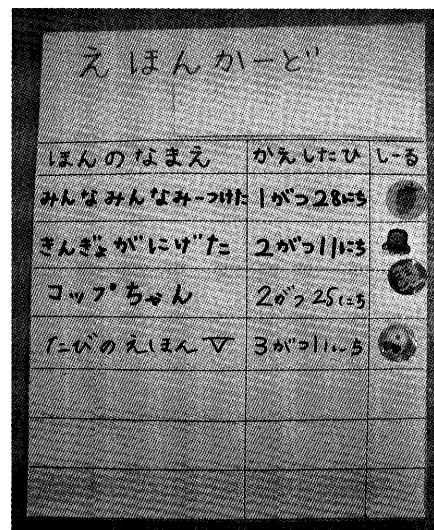 えほんかーど
ほんのなまえ かえしたひ しーる
みんなみんなみーつけた 1がつ28にち
きんぎょがにげた 2がつ11にち
コップちゃん 2がつ25にち
たびのえほんⅣ 3がつ11にち